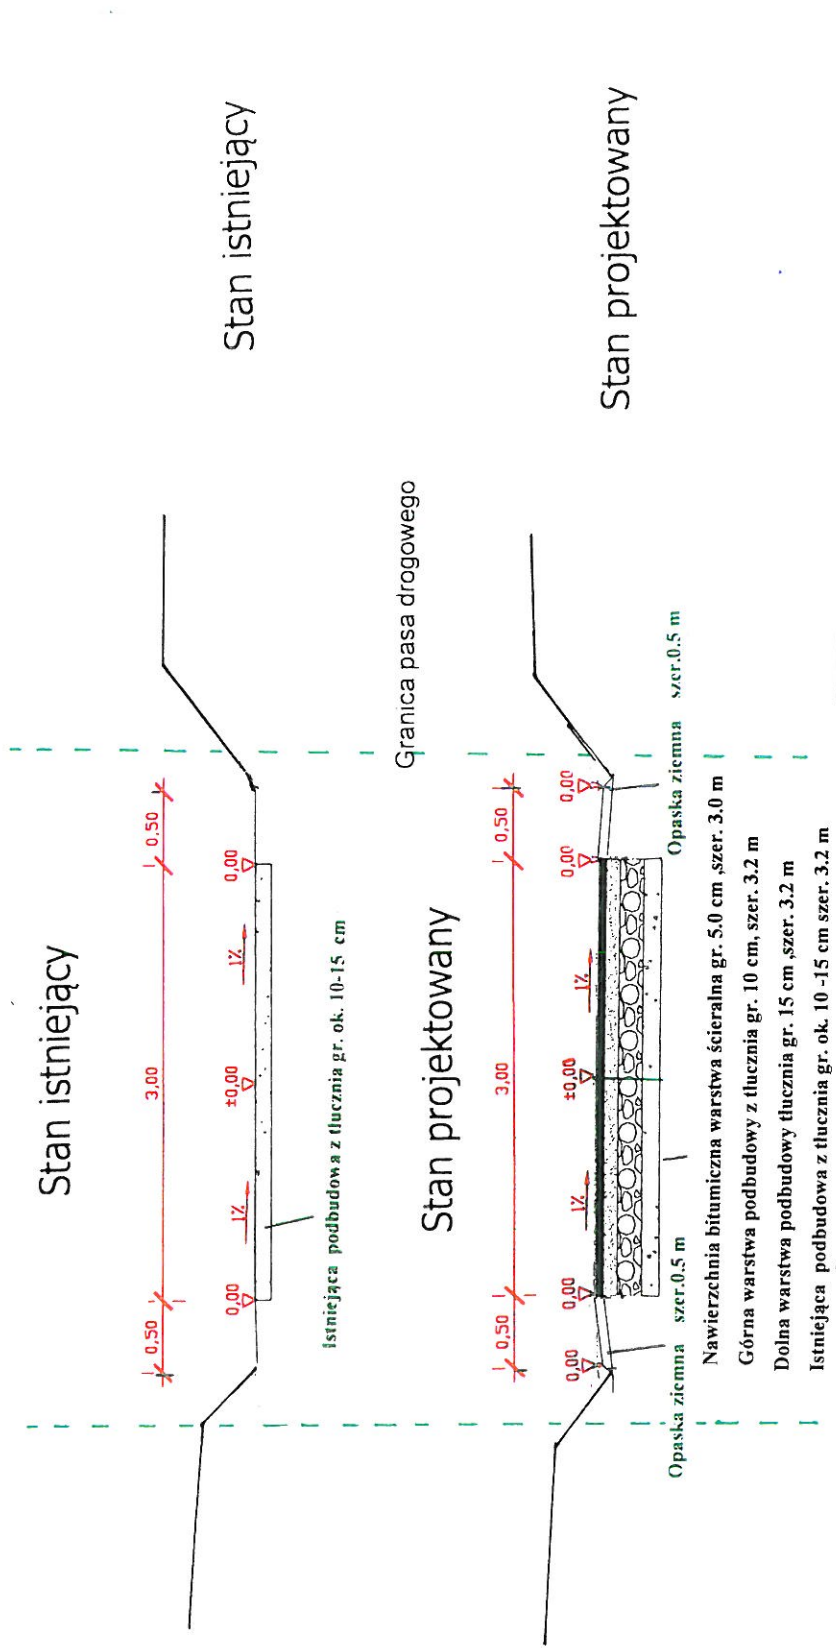 Stan istniejący
Stan istniejący
0,50
3,00
0,50
0,00
1%
±0,00
1%
0,00
Istniejąca podbudowa z tłucznia gr. ok. 10-15 cm
Granica pasa drogowego
Stan projektowany
Stan projektowany
0,50
3,00
0,50
0,00
0,00
1%
±0,00
1%
0,00
0,00
Opaska ziemna szer.0.5 m
Opaska ziemna szer.0.5 m
Nawierzchnia bitumiczna warstwa ścieralna gr. 5.0 cm ,szer. 3.0 m
Górna warstwa podbudowy z tłucznia gr. 10 cm, szer. 3.2 m
Dolna warstwa podbudowy tłucznia gr. 15 cm ,szer. 3.2 m
Istniejąca podbudowa z tłucznia gr. ok. 10 -15 cm szer. 3.2 m